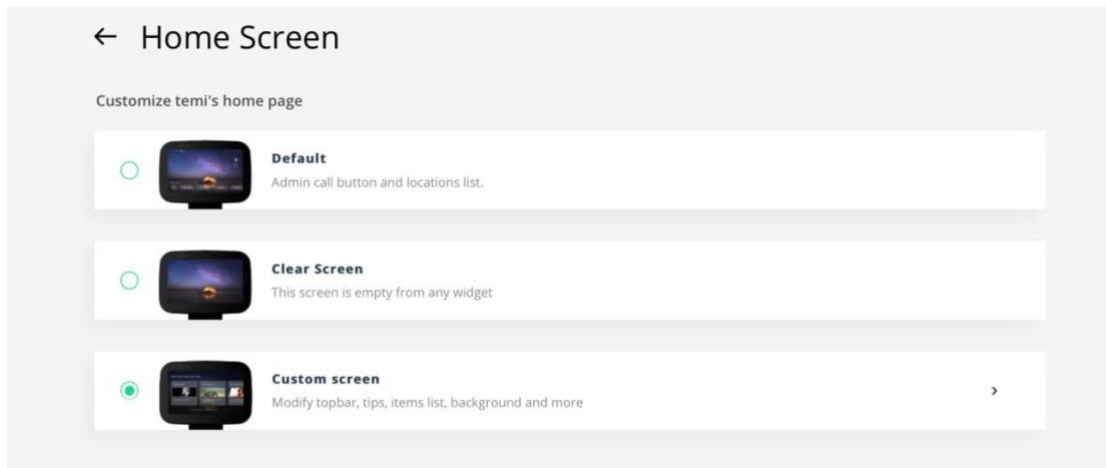 Home Screen
Customize temi's home page
Default
Admin call button and locations list.
Clear Screen
This screen is empty from any widget
Custom screen
Modify topbar, tips, items list, background and more